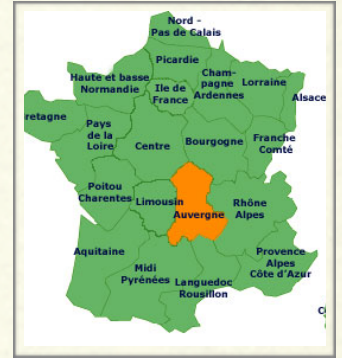 Nord -
Pas de Calais
Picardie
Haute et basse
Normandie
Ile de
France
Cham-
pagne
Ardennes
Lorraine
Alsace
retagne
Pays
de la
Loire
Centre
Bourgogne
Franche
Comté
Poitou
Charentes
Limousin
Auvergne
Rhône
Alpes
Aquitaine
Midi
Pyrénées
Languedoc
Rousillon
Provence
Alpes
Côte d'Azur
C